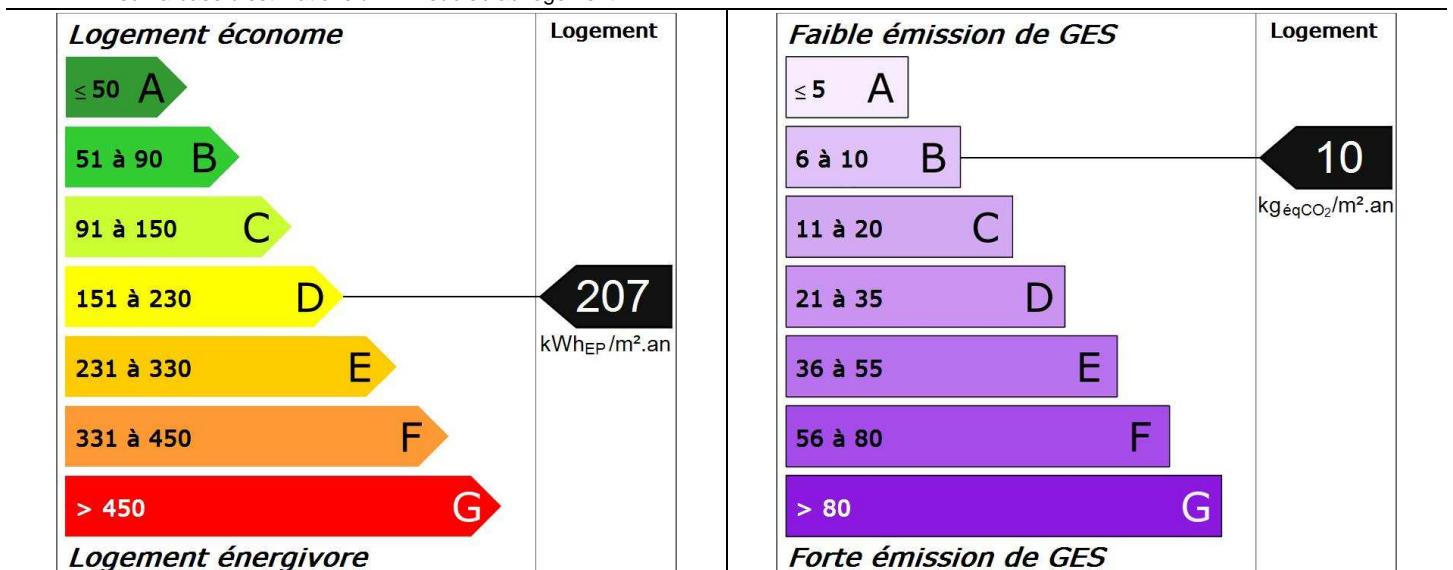 Logement économe
Logement
≤ 50 A
51 à 90 B
91 à 150 C
151 à 230 D
207
kWhEP/m².an
231 à 330 E
331 à 450 F
> 450 G
Logement énergivore
Faible émission de GES
Logement
≤ 5 A
6 à 10 B
10
kgéqCO2/m².an
11 à 20 C
21 à 35 D
36 à 55 E
56 à 80 F
> 80 G
Forte émission de GES